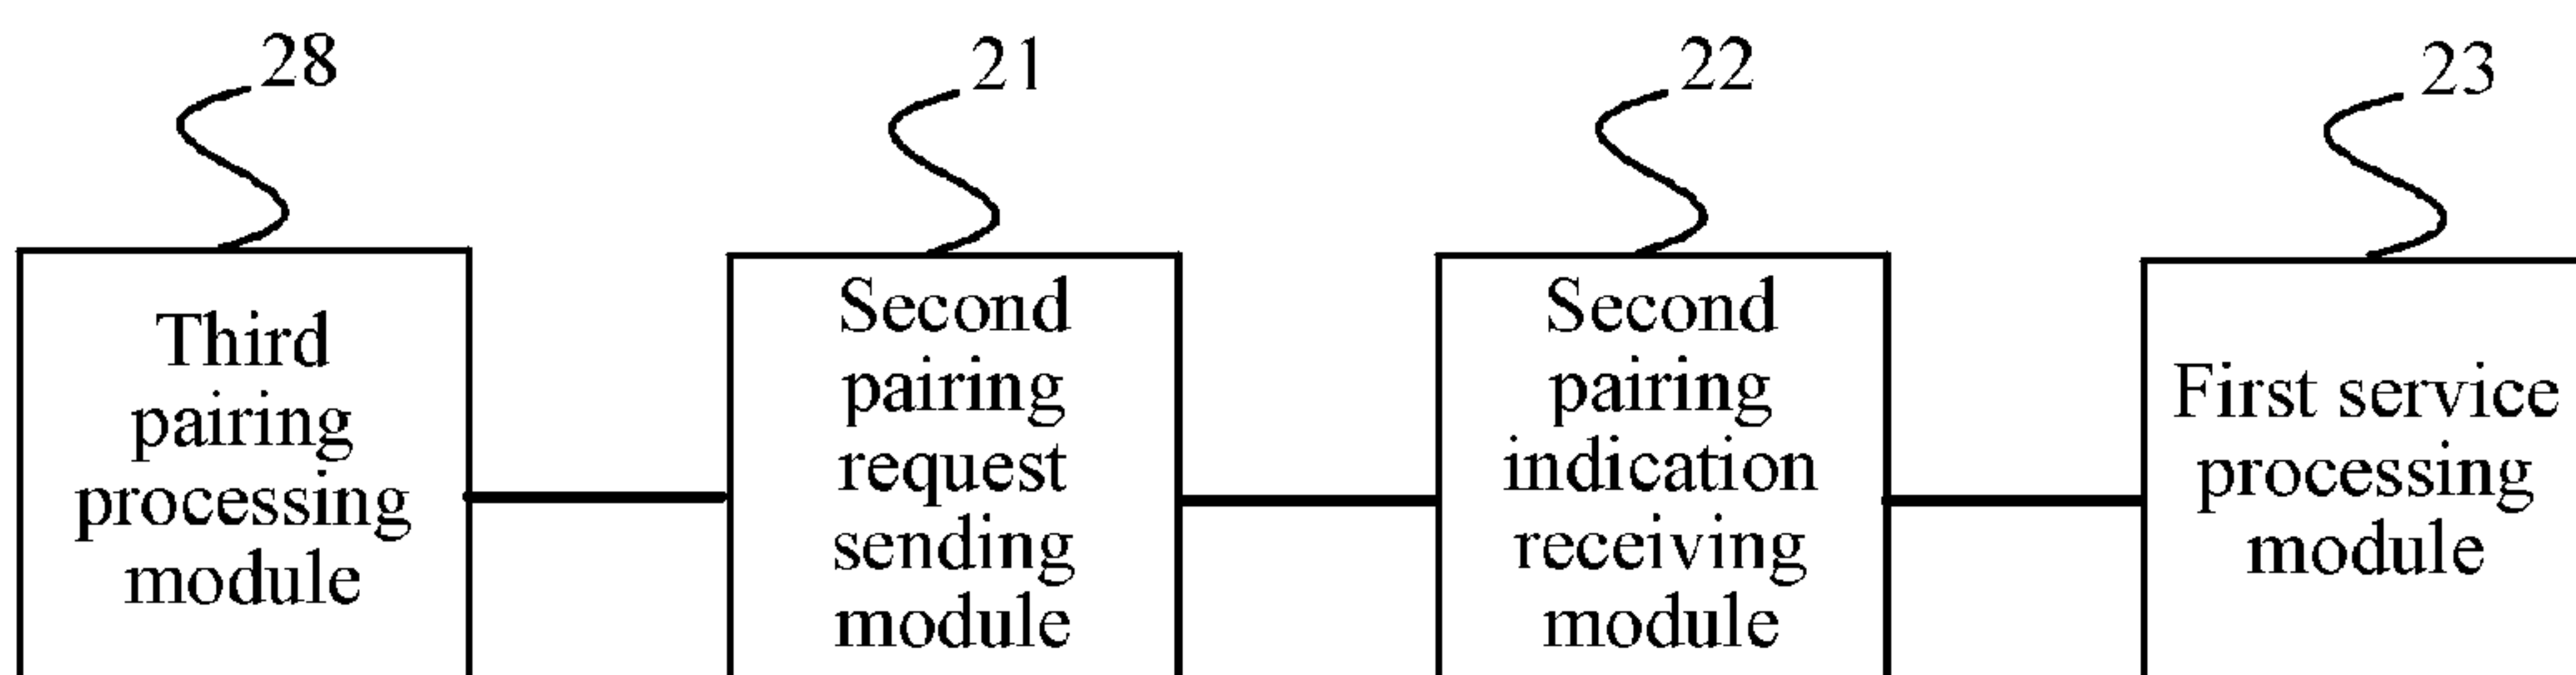 28
21
22
23
Third
pairing
processing
module
Second
pairing
request
sending
module
Second
pairing
indication
receiving
module
First service
processing
module